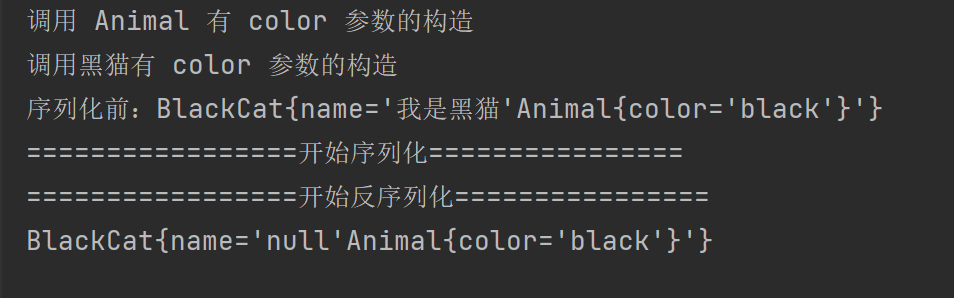 调用 Animal 有 color 参数的构造
调用黑猫有 color 参数的构造
序列化前：BlackCat{name='我是黑猫'Animal{color='black'}'}
=================开始序列化================
=================开始反序列化================
BlackCat{name='null'Animal{color='black'}'}